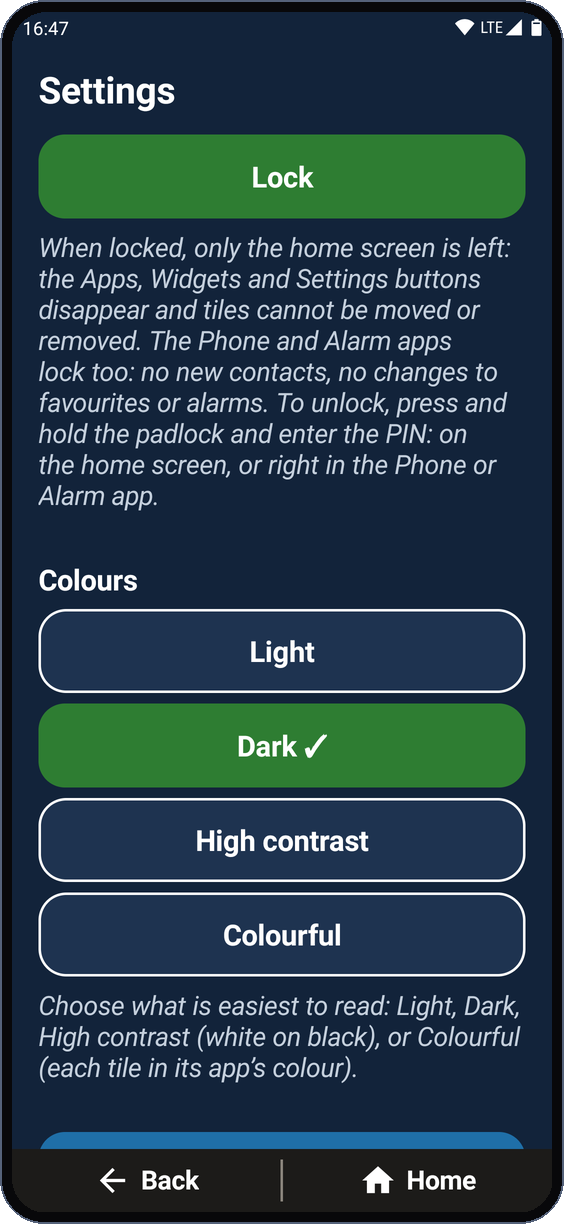 16:47
LTE
Settings
Lock
When locked, only the home screen is left:
the Apps, Widgets and Settings buttons
disappear and tiles cannot be moved or
removed. The Phone and Alarm apps
lock too: no new contacts, no changes to
favourites or alarms. To unlock, press and
hold the padlock and enter the PIN: on
the home screen, or right in the Phone or
Alarm app.
Colours
Light
Dark ✓
High contrast
Colourful
Choose what is easiest to read: Light, Dark,
High contrast (white on black), or Colourful
(each tile in its app’s colour).
Back
Home